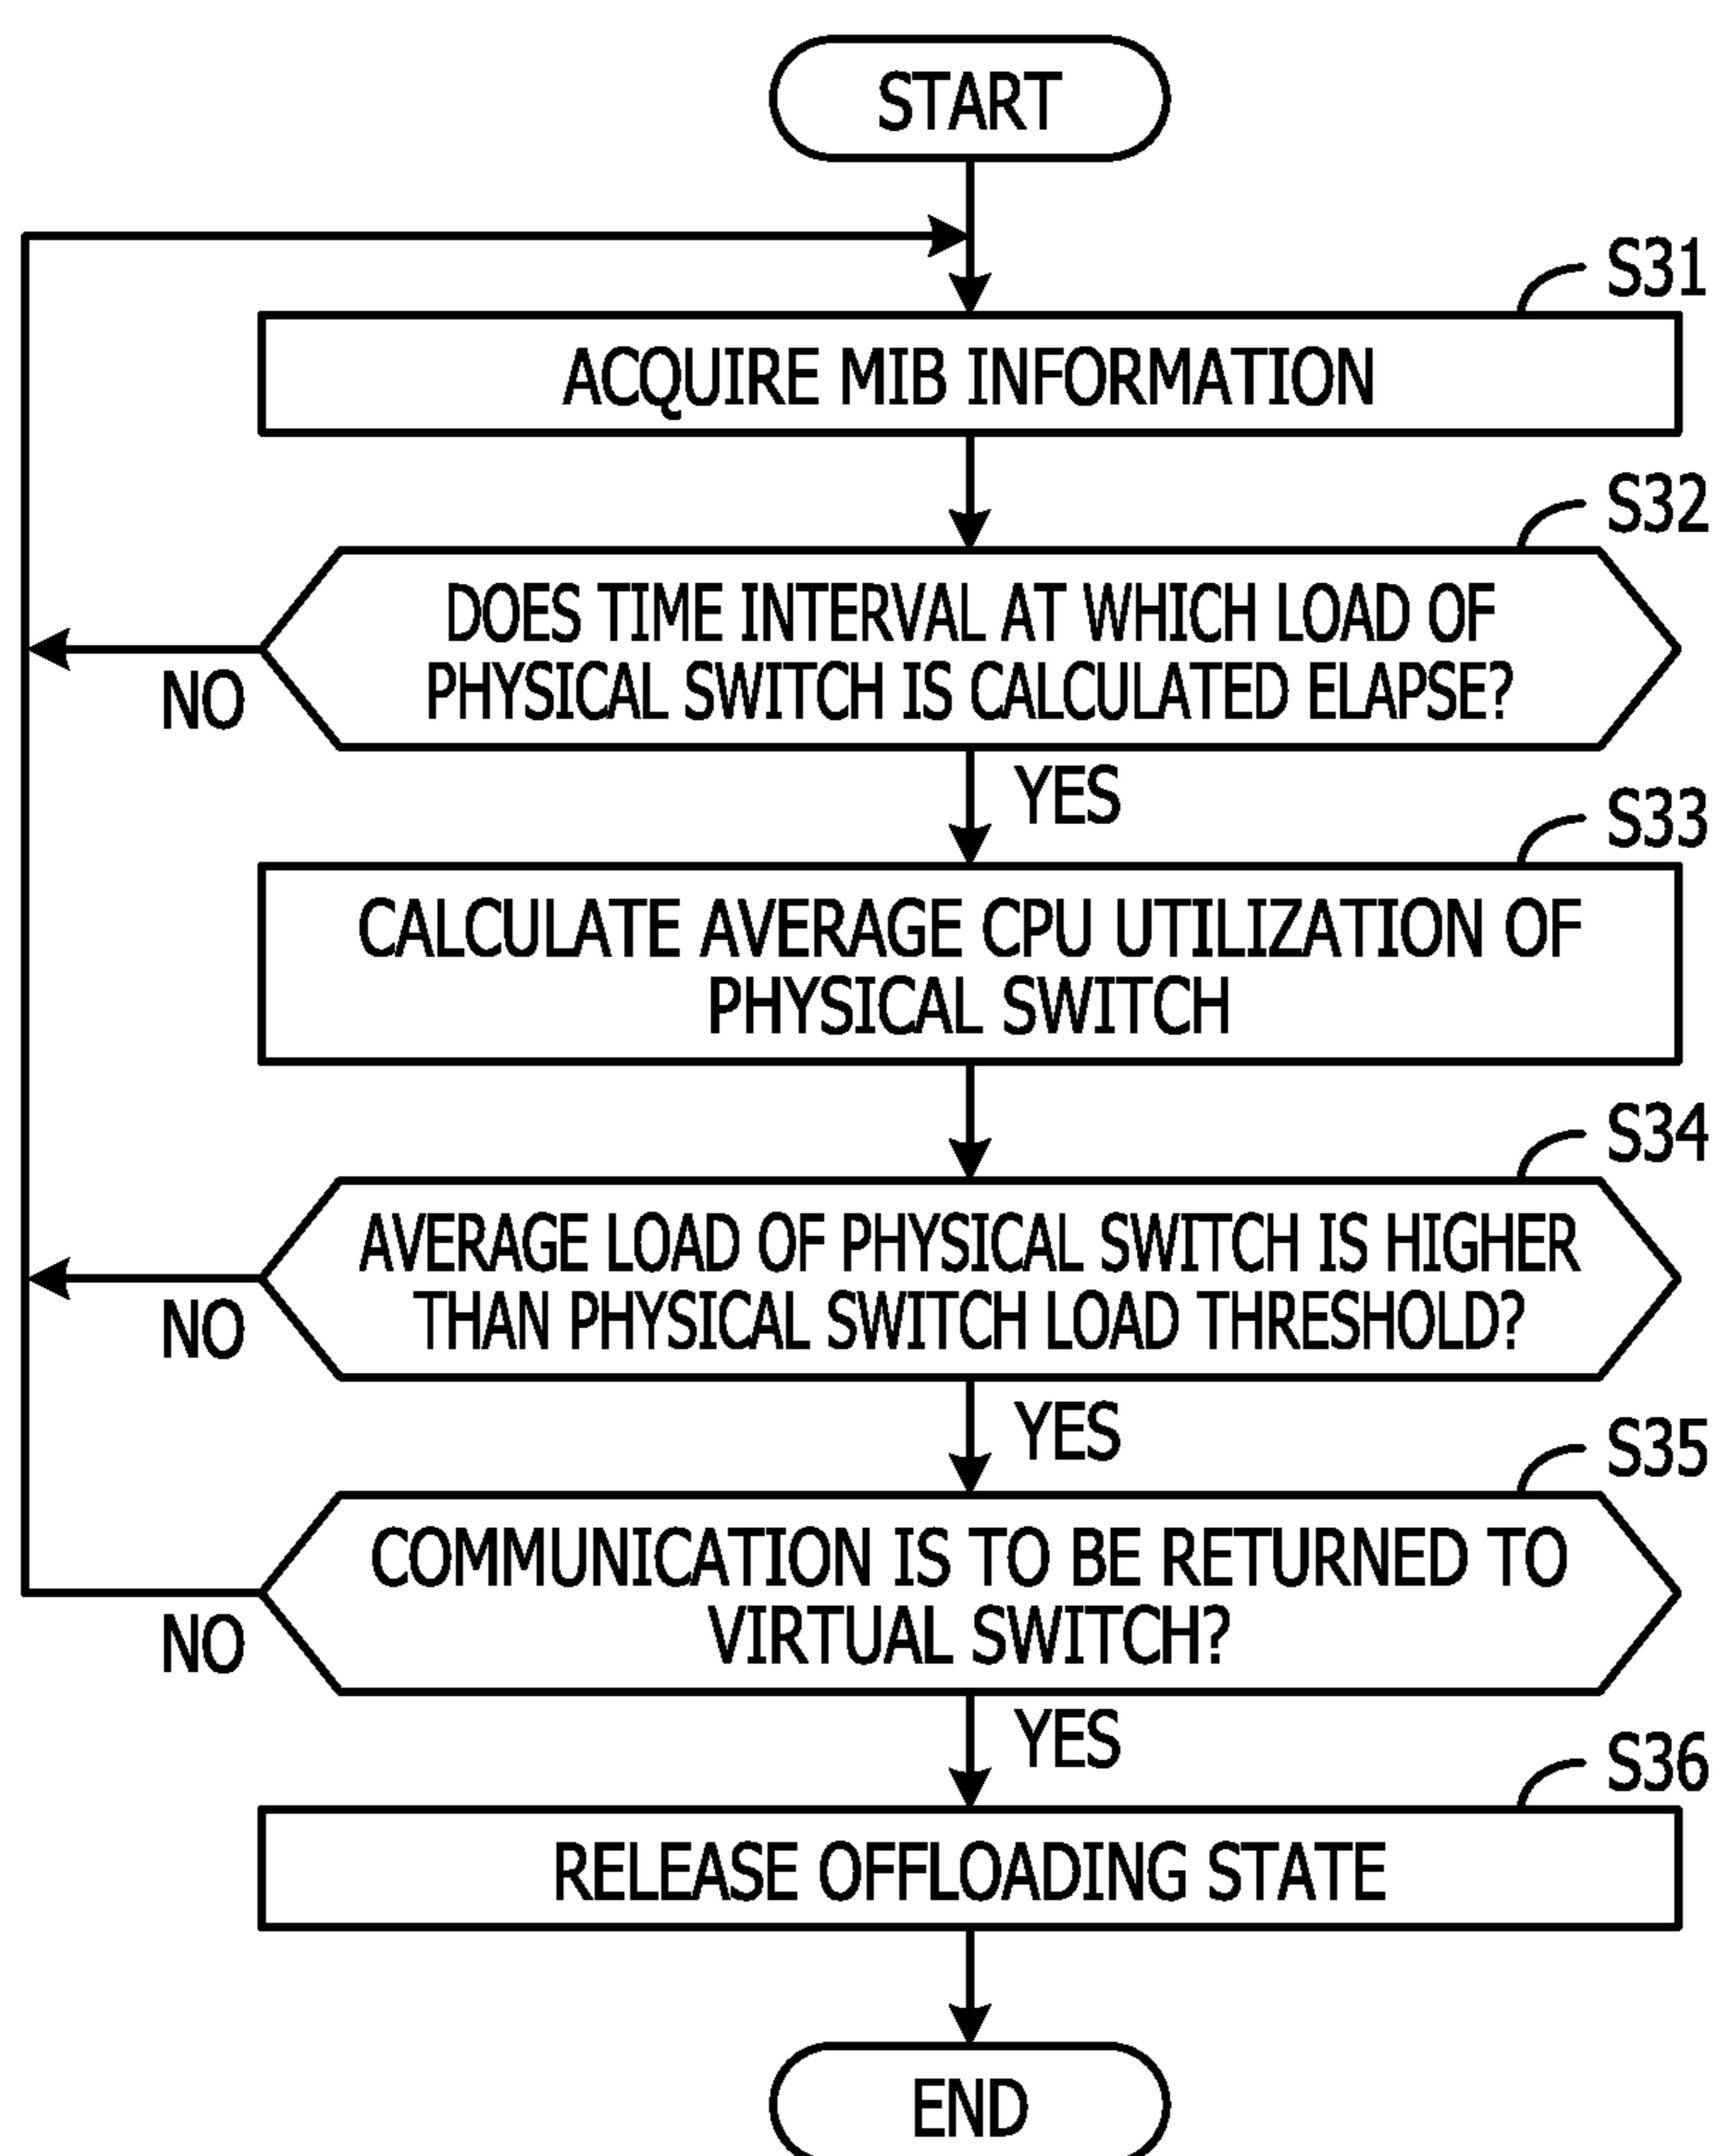 START
S31
ACQUIRE MIB INFORMATION
S32
DOES TIME INTERVAL AT WHICH LOAD OF
PHYSICAL SWITCH IS CALCULATED ELAPSE?
NO
YES
S33
CALCULATE AVERAGE CPU UTILIZATION OF
PHYSICAL SWITCH
S34
AVERAGE LOAD OF PHYSICAL SWITCH IS HIGHER
THAN PHYSICAL SWITCH LOAD THRESHOLD?
NO
YES
S35
COMMUNICATION IS TO BE RETURNED TO
VIRTUAL SWITCH?
NO
YES
S36
RELEASE OFFLOADING STATE
END